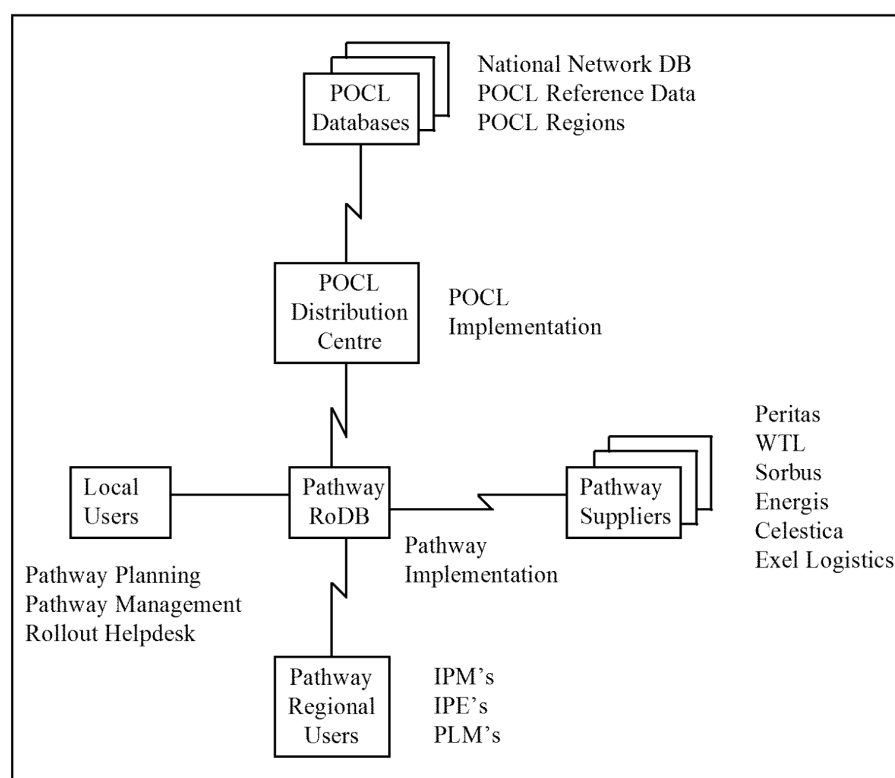 POCL
Databases
National Network DB
POCL Reference Data
POCL Regions
POCL
Distribution
Centre
POCL
Implementation
Local
Users
Pathway
RoDB
Pathway
Suppliers
Peritas
WTL
Sorbus
Energis
Celestica
Exel Logistics
Pathway Planning
Pathway Management
Rollout Helpdesk
Pathway
Implementation
Pathway
Regional
Users
IPM's
IPE's
PLM's